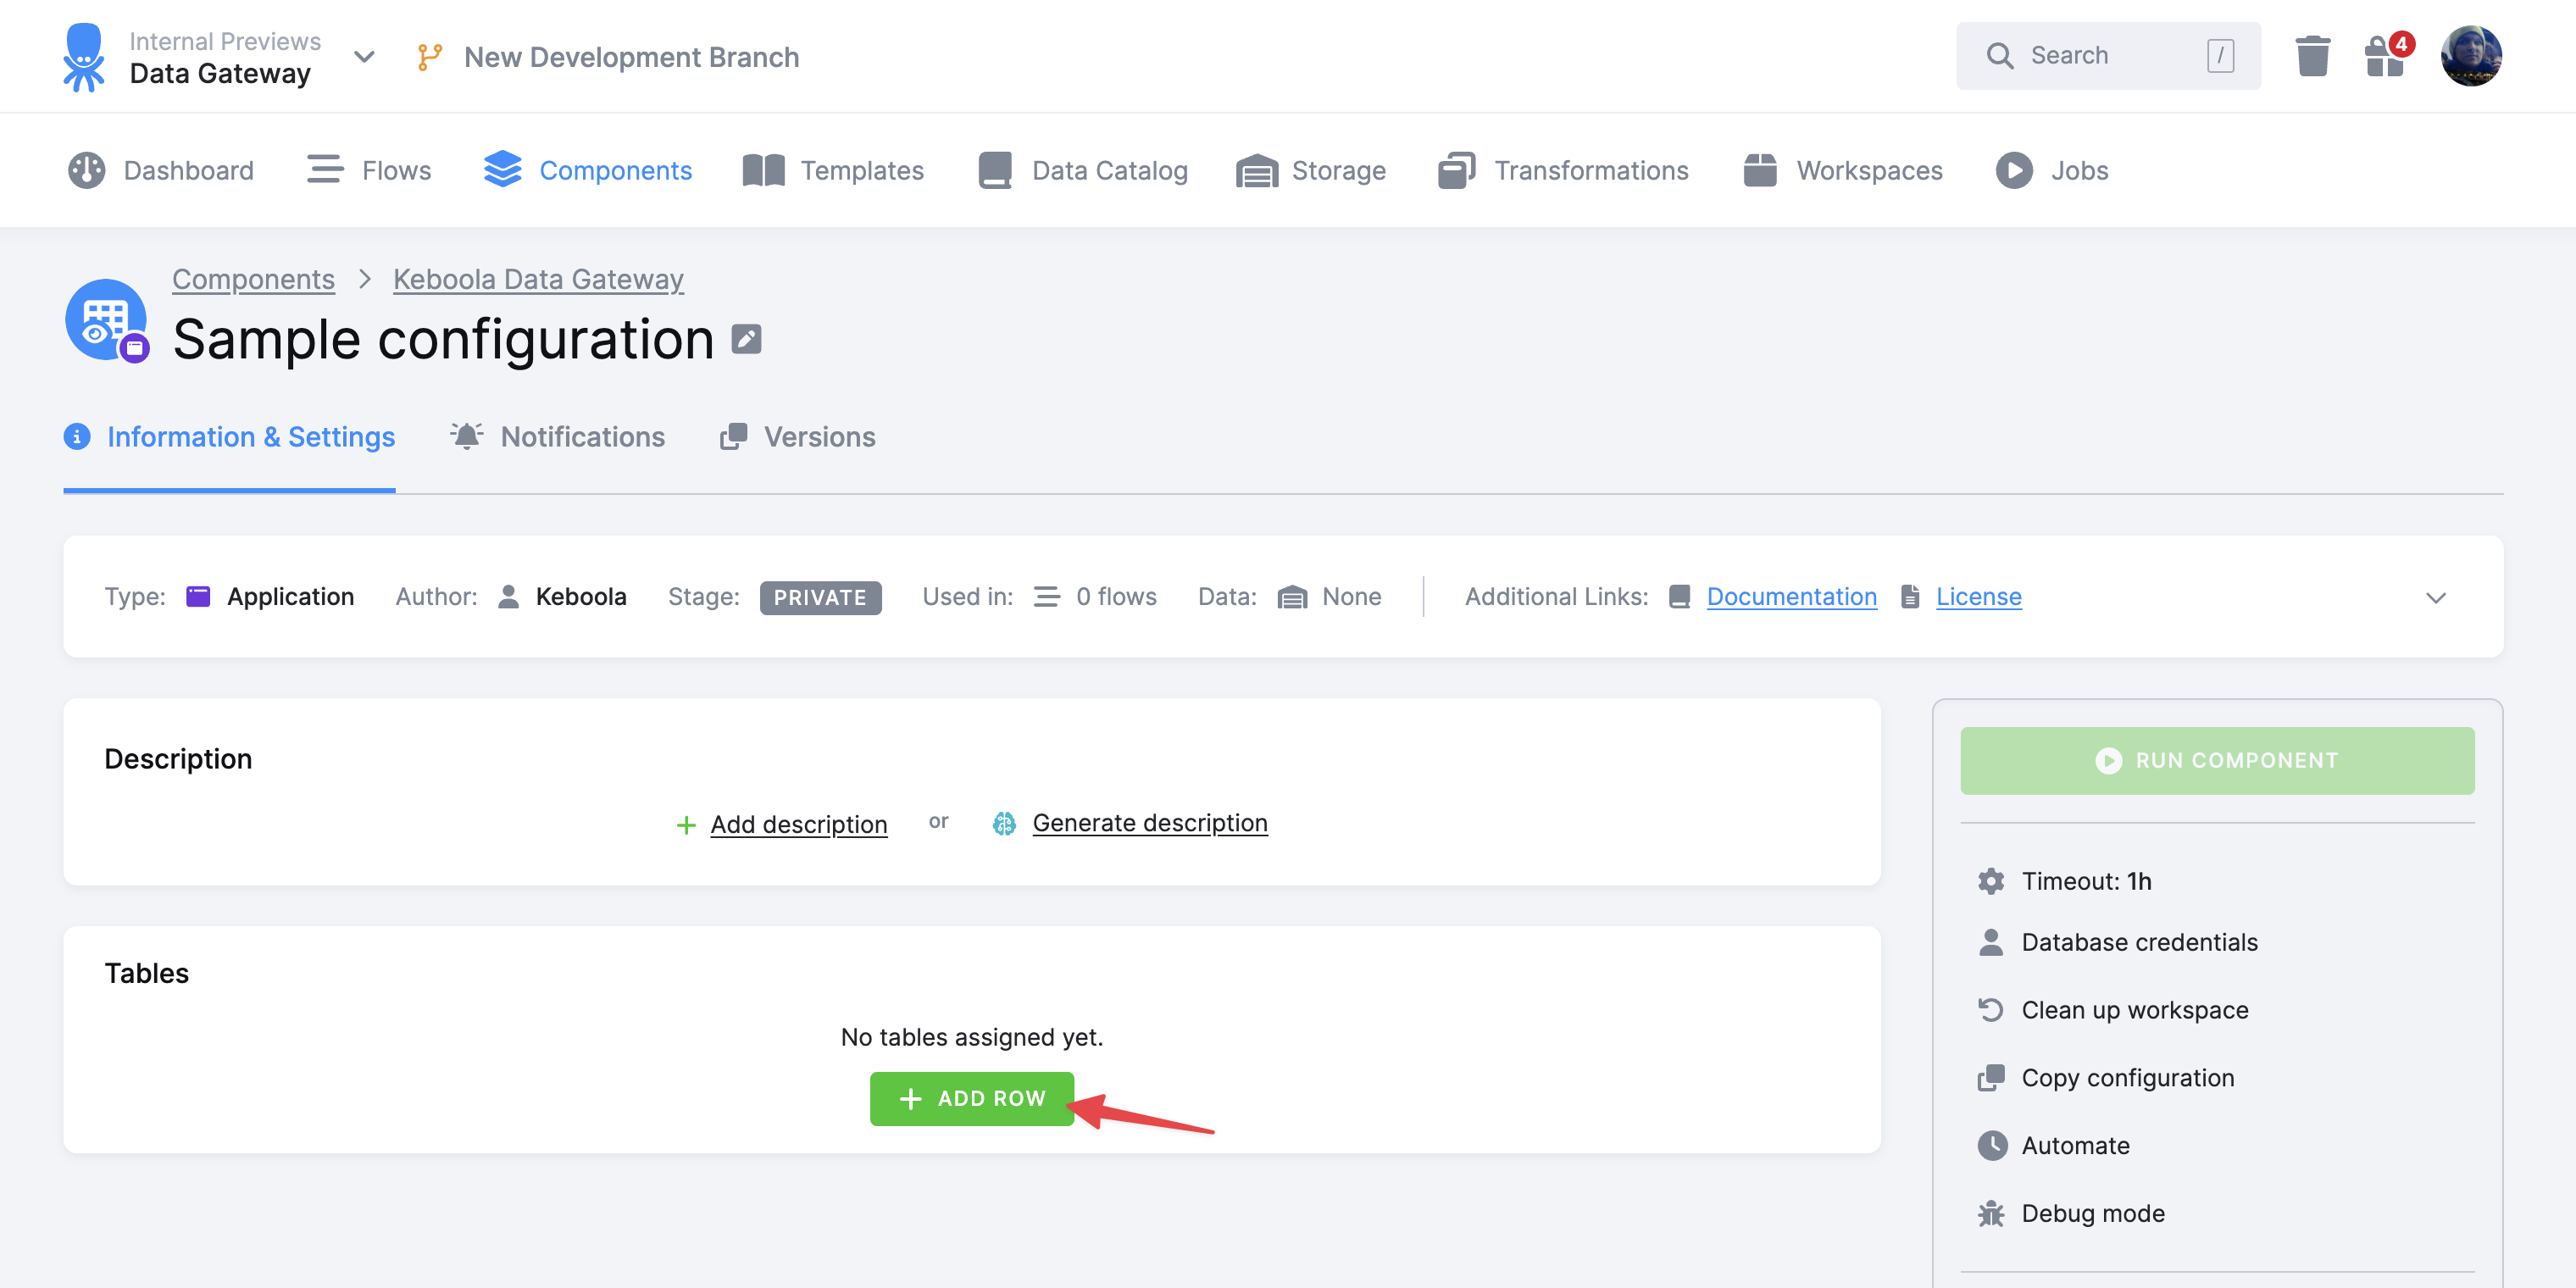 Internal Previews
Data Gateway
New Development Branch
Search /
4
Dashboard Flows Components Templates Data Catalog Storage Transformations Workspaces Jobs
Components > Keboola Data Gateway
Sample configuration
Information & Settings Notifications Versions
Type: Application Author: Keboola Stage: PRIVATE Used in: 0 flows Data: None Additional Links: Documentation License
Description
Add description or Generate description
Tables
No tables assigned yet.
+ ADD ROW
RUN COMPONENT
Timeout: 1h
Database credentials
Clean up workspace
Copy configuration
Automate
Debug mode